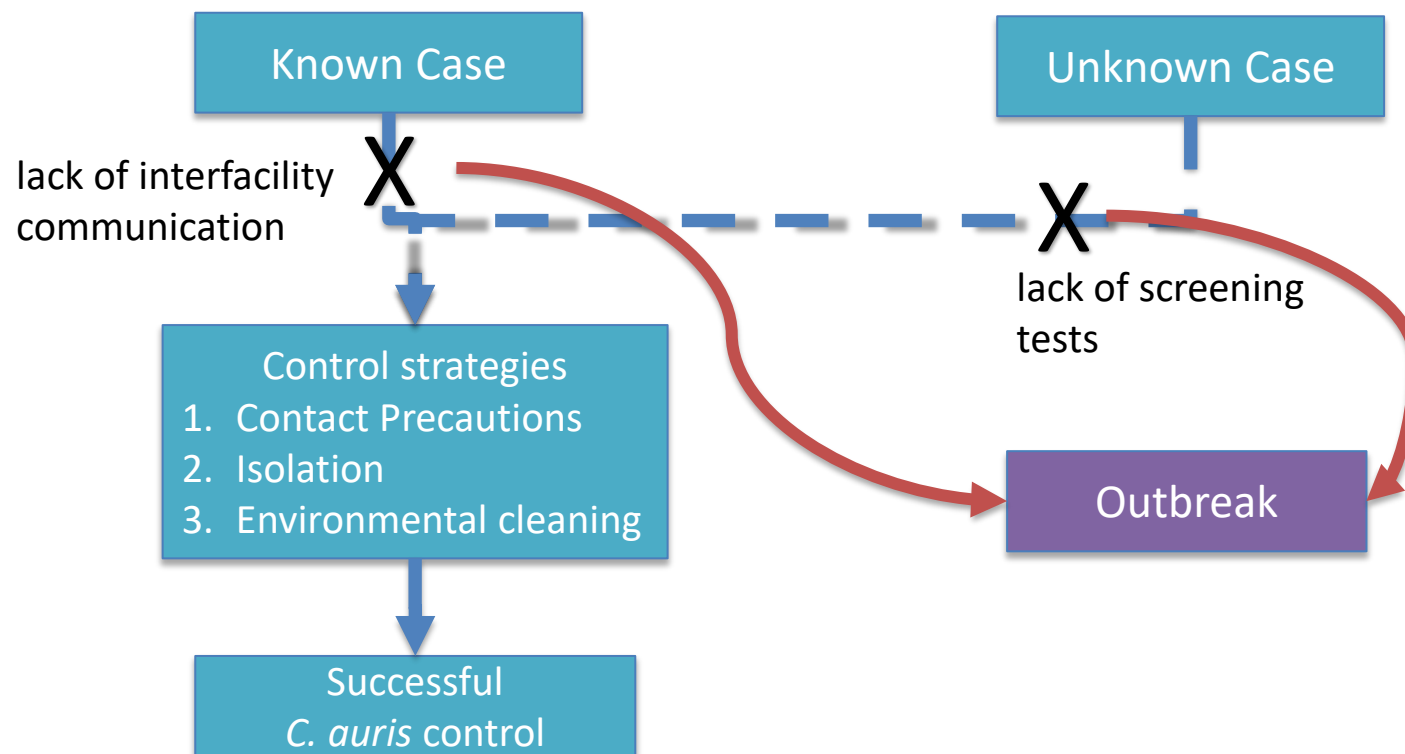 Known Case
Unknown Case
X
lack of interfacility
communication
X
lack of screening
tests
Control strategies
1. Contact Precautions
2. Isolation
3. Environmental cleaning
Outbreak
Successful
C. auris control